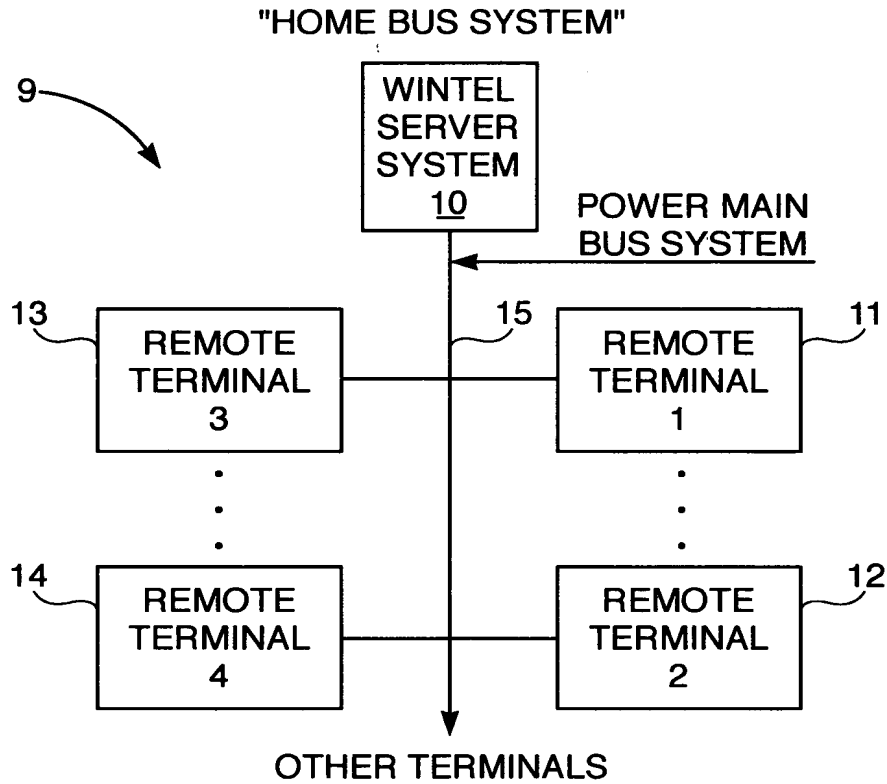 "HOME BUS SYSTEM"
9
WINTEL
SERVER
SYSTEM
10
POWER MAIN
BUS SYSTEM
13
REMOTE
TERMINAL
3
15
REMOTE
TERMINAL
1
11
14
REMOTE
TERMINAL
4
REMOTE
TERMINAL
2
12
OTHER TERMINALS